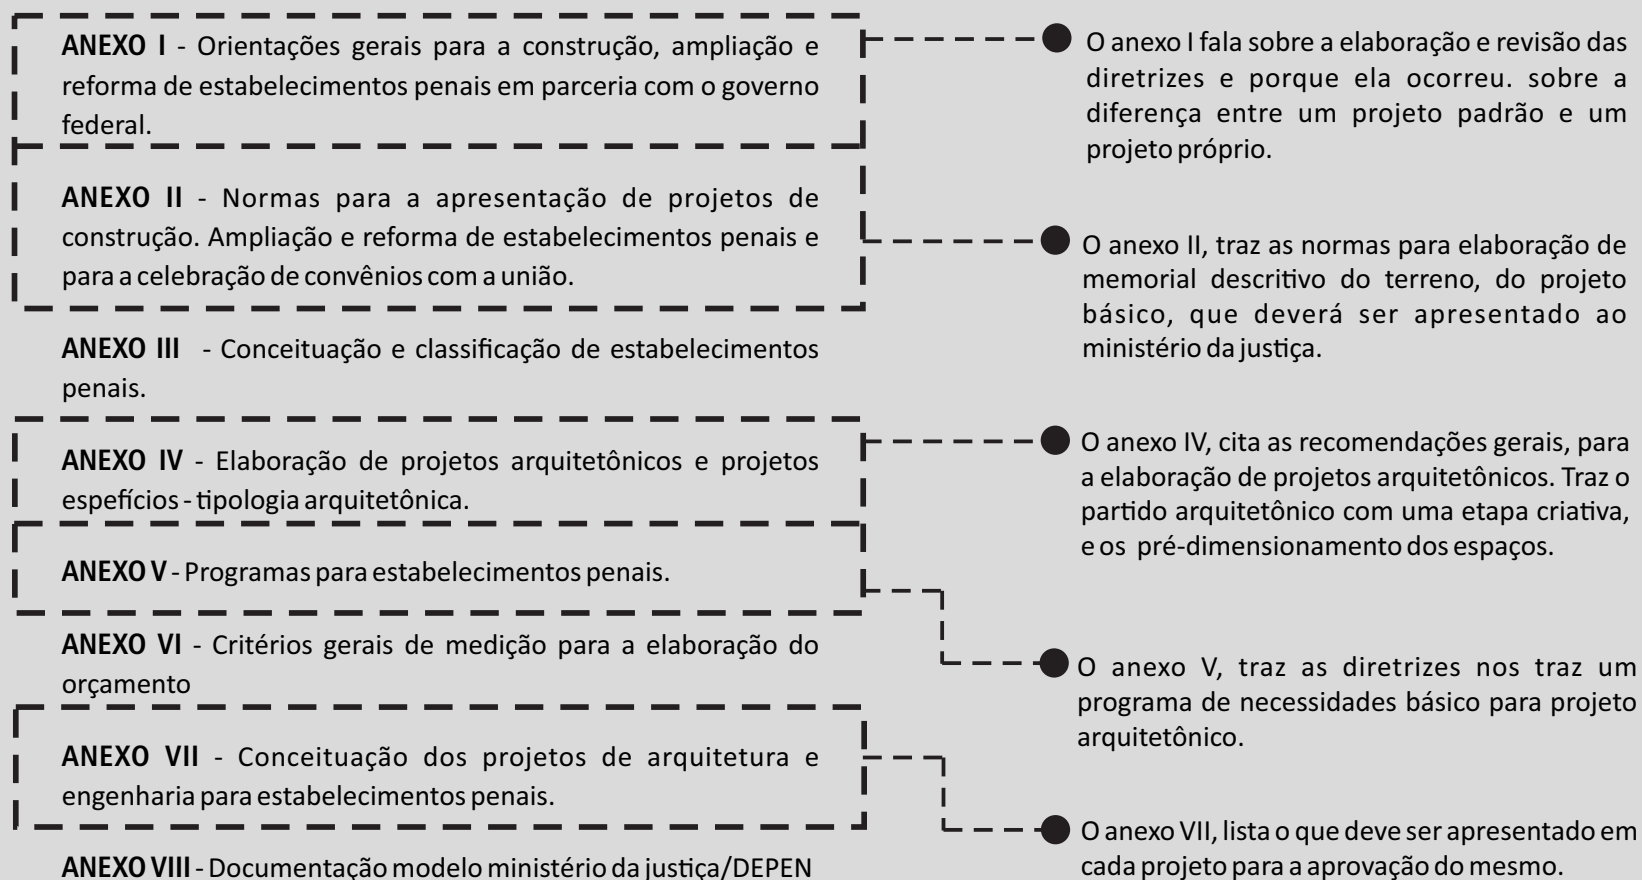 ANEXO I - Orientações gerais para a construção, ampliação e
reforma de estabelecimentos penais em parceria com o governo
federal.
ANEXO II - Normas para a apresentação de projetos de
construção. Ampliação e reforma de estabelecimentos penais e
para a celebração de convênios com a união.
ANEXO III - Conceituação e classificação de estabelecimentos
penais.
ANEXO IV - Elaboração de projetos arquitetônicos e projetos
espefícios - tipologia arquitetônica.
ANEXO V - Programas para estabelecimentos penais.
ANEXO VI - Critérios gerais de medição para a elaboração do
orçamento
ANEXO VII - Conceituação dos projetos de arquitetura e
engenharia para estabelecimentos penais.
ANEXO VIII - Documentação modelo ministério da justiça/DEPEN
O anexo I fala sobre a elaboração e revisão das
diretrizes e porque ela ocorreu. sobre a
diferença entre um projeto padrão e um
projeto próprio.
O anexo II, traz as normas para elaboração de
memorial descritivo do terreno, do projeto
básico, que deverá ser apresentado ao
ministério da justiça.
O anexo IV, cita as recomendações gerais, para
a elaboração de projetos arquitetônicos. Traz o
partido arquitetônico com uma etapa criativa,
e os pré-dimensionamento dos espaços.
O anexo V, traz as diretrizes nos traz um
programa de necessidades básico para projeto
arquitetônico.
O anexo VII, lista o que deve ser apresentado em
cada projeto para a aprovação do mesmo.